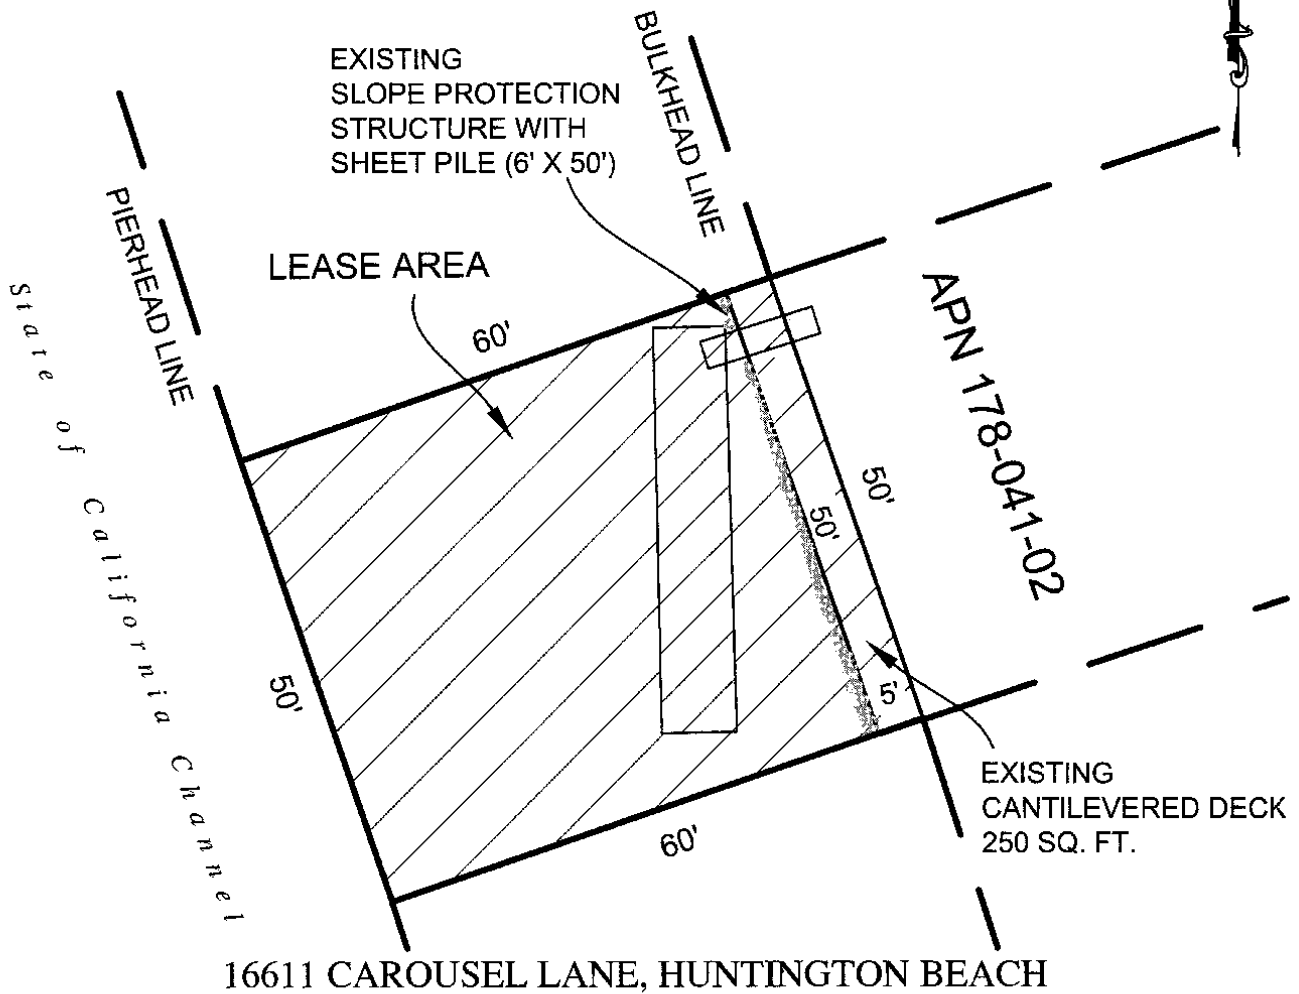 EXISTING
SLOPE PROTECTION
STRUCTURE WITH
SHEET PILE (6' X 50')
BULKHEAD LINE
PIERHEAD LINE
LEASE AREA
State of California Channel
60'
APN 178-041-02
50'
50'
50'
5'
60'
EXISTING
CANTILEVERED DECK
250 SQ. FT.
16611 CAROUSEL LANE, HUNTINGTON BEACH